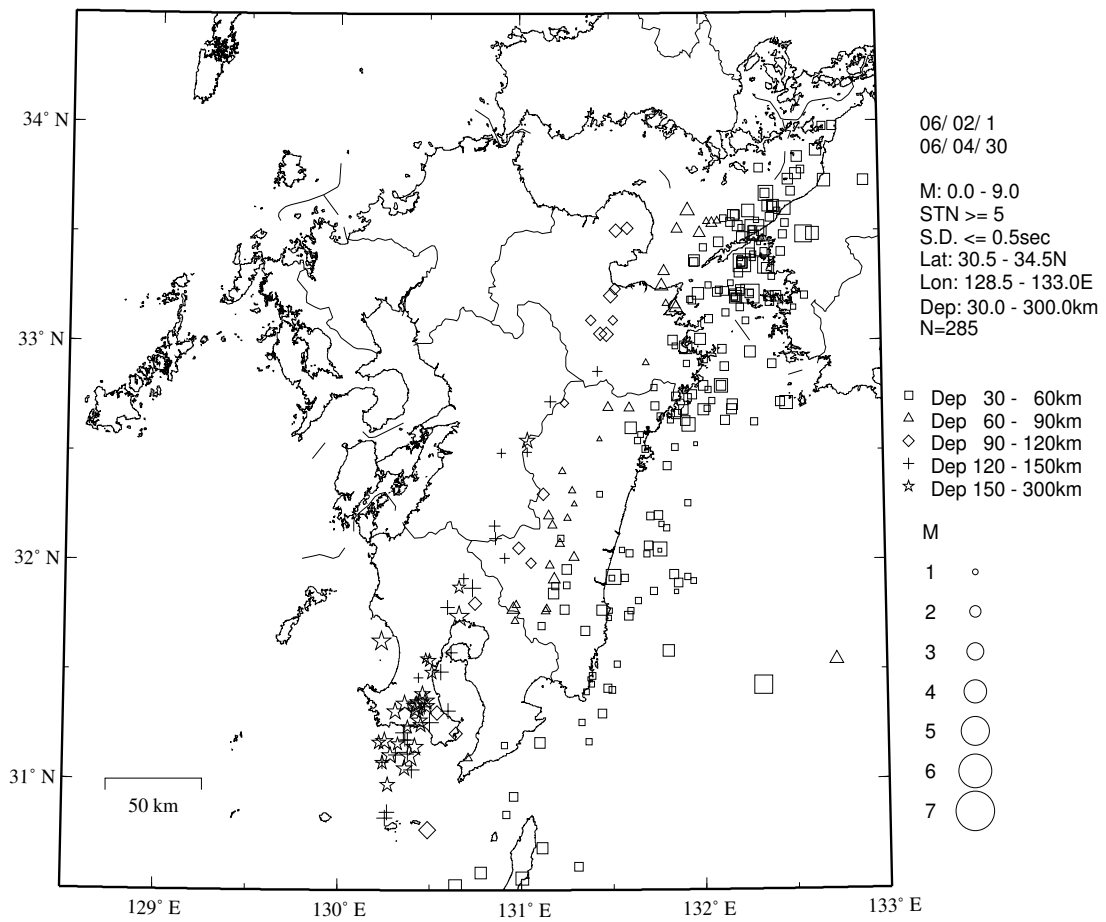 34° N
33° N
32° N
31° N
50 km
129° E
130° E
131° E
132° E
133° E
06/ 02/ 1
06/ 04/ 30
M: 0.0 - 9.0
STN >= 5
S.D. <= 0.5sec
Lat: 30.5 - 34.5N
Lon: 128.5 - 133.0E
Dep: 30.0 - 300.0km
N=285
Dep 30 - 60km
Dep 60 - 90km
Dep 90 - 120km
Dep 120 - 150km
Dep 150 - 300km
M
1
2
3
4
5
6
7